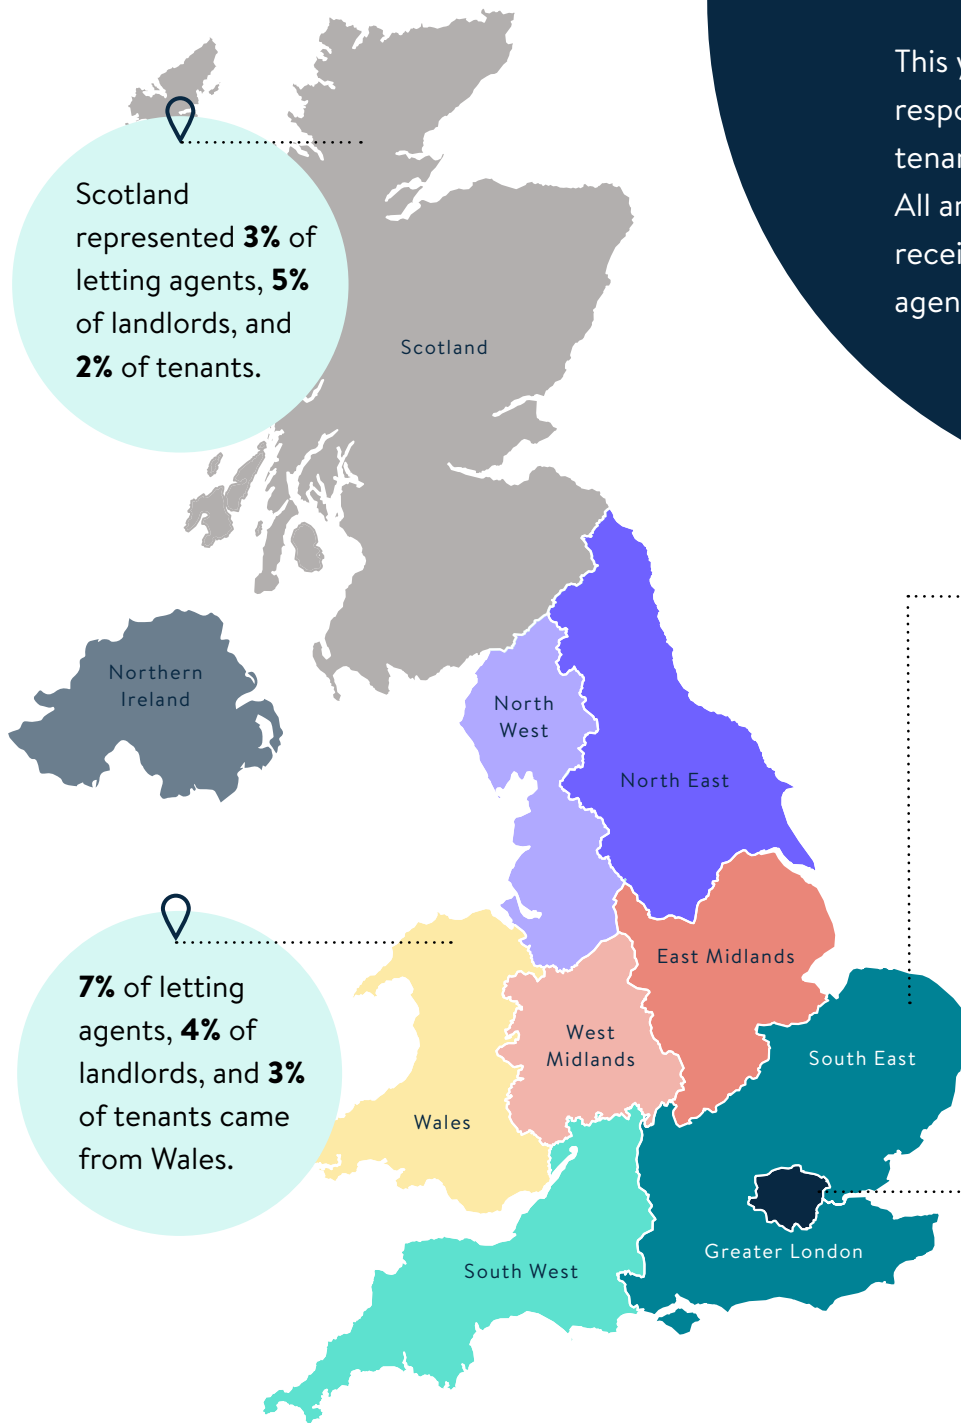 This
Scotland
represented 3% of
letting agents, 5%
of landlords, and
2% of tenants.
All
Scotland
Northern
Ireland
North
West
North East
7% of letting
agents, 4% of
landlords, and 3%
of tenants came
from Wales.
East Midlands
West
Midlands
South East
Wales
Greater London
South West